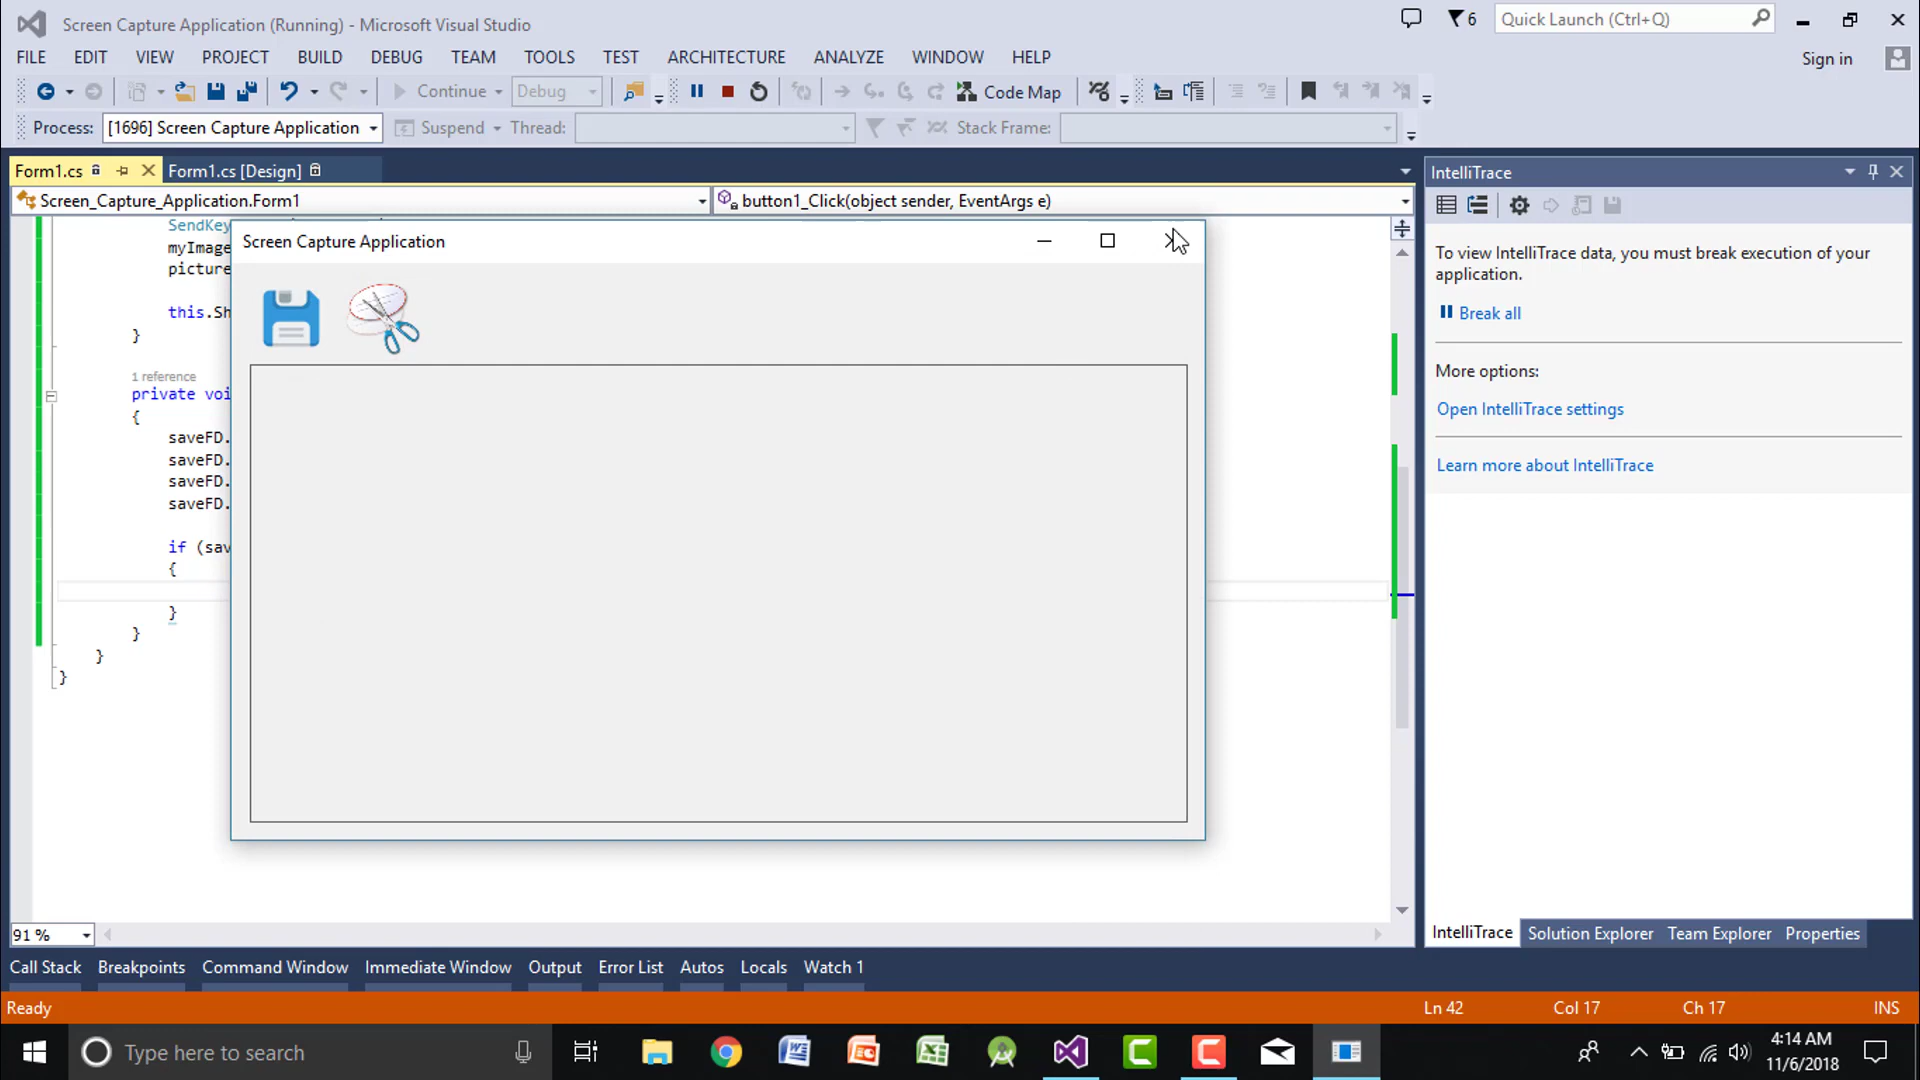 Screen Capture Application (Running) - Microsoft Visual Studio
6
Quick Launch (Ctrl+Q)
FILE EDIT VIEW PROJECT BUILD DEBUG TEAM TOOLS TEST ARCHITECTURE ANALYZE WINDOW HELP
Sign in
Continue
Debug
Code Map
Process: [1696] Screen Capture Application
Suspend
Thread:
Stack Frame:
Form1.cs
Form1.cs [Design]
Screen_Capture_Application.Form1
button1_Click(object sender, EventArgs e)
SendKey
myImage
picture
this.Sh
}
1 reference
private voi
{
saveFD.
saveFD.
saveFD.
saveFD.
if (sav
{
}
}
}
}
Screen Capture Application
IntelliTrace
To view IntelliTrace data, you must break execution of your
application.
Break all
More options:
Open IntelliTrace settings
Learn more about IntelliTrace
91 %
IntelliTrace Solution Explorer Team Explorer Properties
Call Stack Breakpoints Command Window Immediate Window Output Error List Autos Locals Watch 1
Ready
Ln 42
Col 17
Ch 17
INS
Type here to search
4:14 AM
11/6/2018